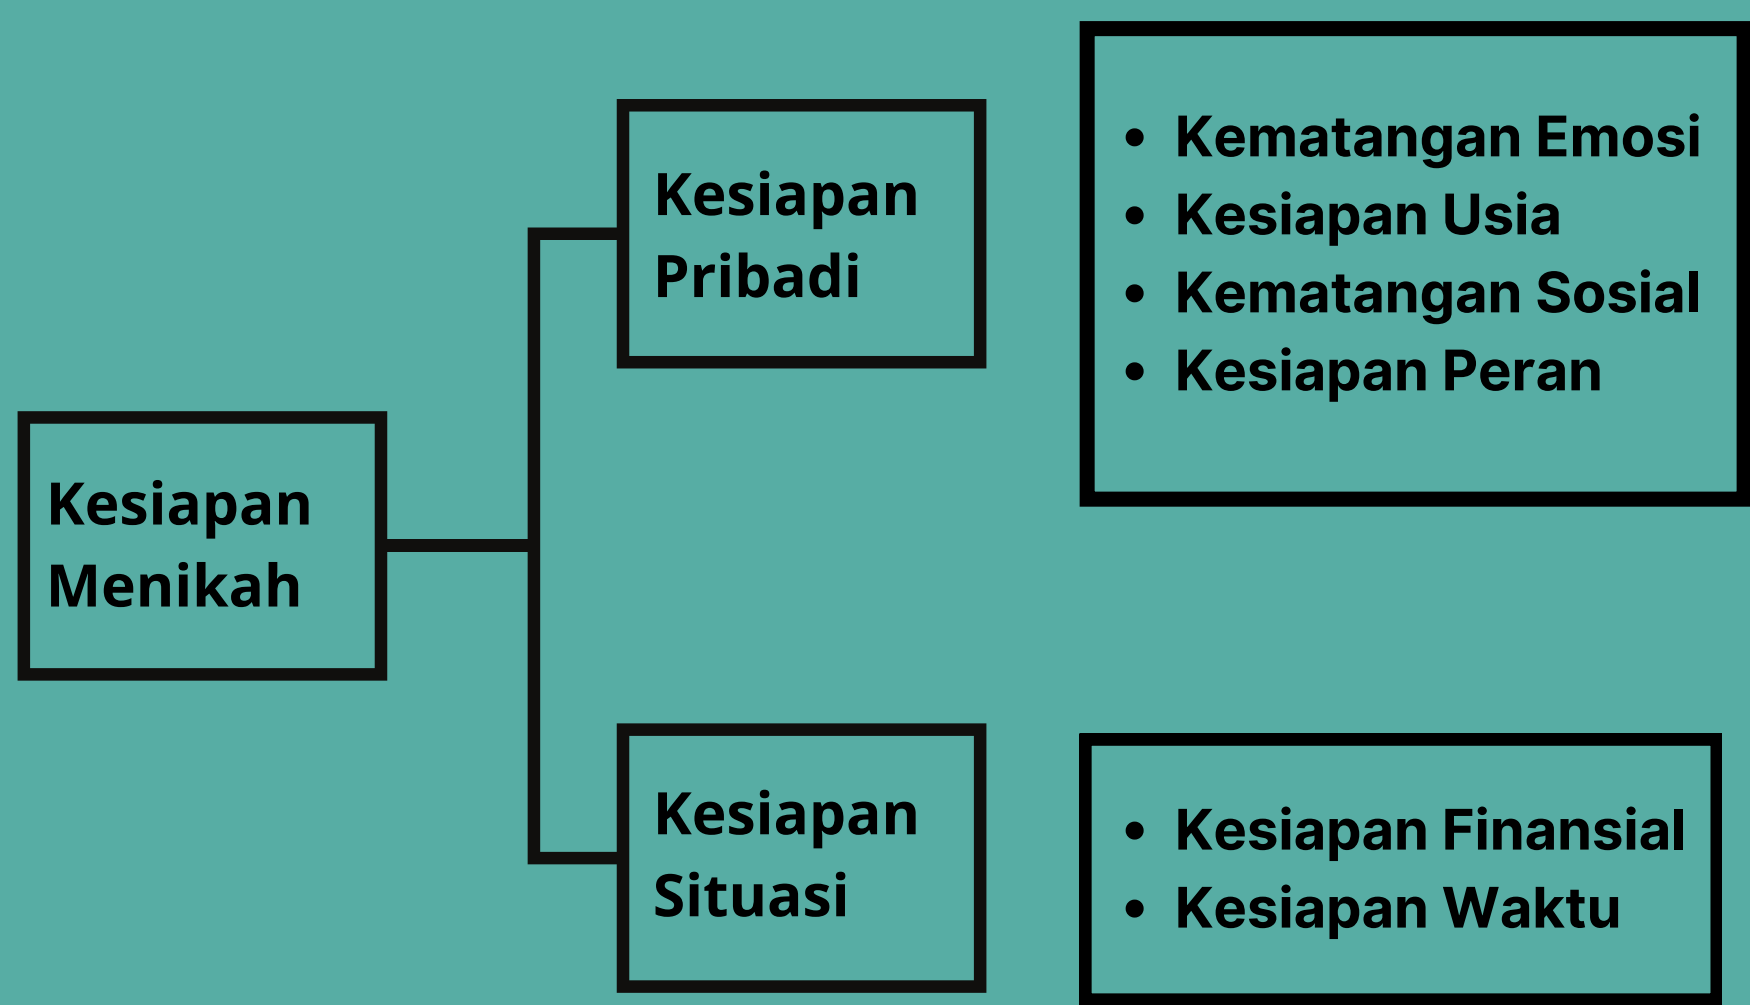 Kesiapan
Menikah
Kesiapan
Pribadi
• Kematangan Emosi
• Kesiapan Usia
• Kematangan Sosial
• Kesiapan Peran
Kesiapan
Situasi
• Kesiapan Finansial
• Kesiapan Waktu